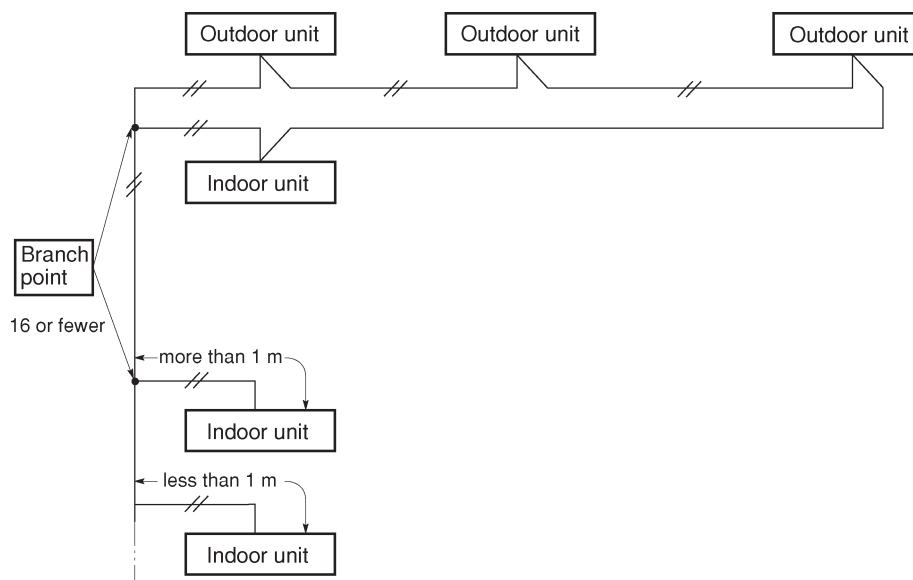 Outdoor unit
Outdoor unit
Outdoor unit
Indoor unit
Branch
point
16 or fewer
more than 1 m
Indoor unit
less than 1 m
Indoor unit